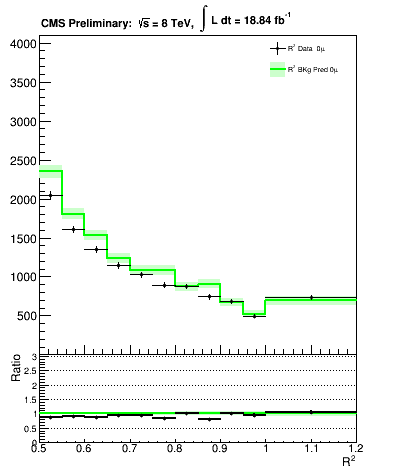 CMS Preliminary: √s = 8 TeV, ∫ L dt = 18.84 fb⁻¹
R² Data 0μ
R² BKg Pred 0μ
4000
3500
3000
2500
2000
1500
1000
500
Ratio
3
2.5
2
1.5
1
0.5
0
0.5 0.6 0.7 0.8 0.9 1 1.2
R²